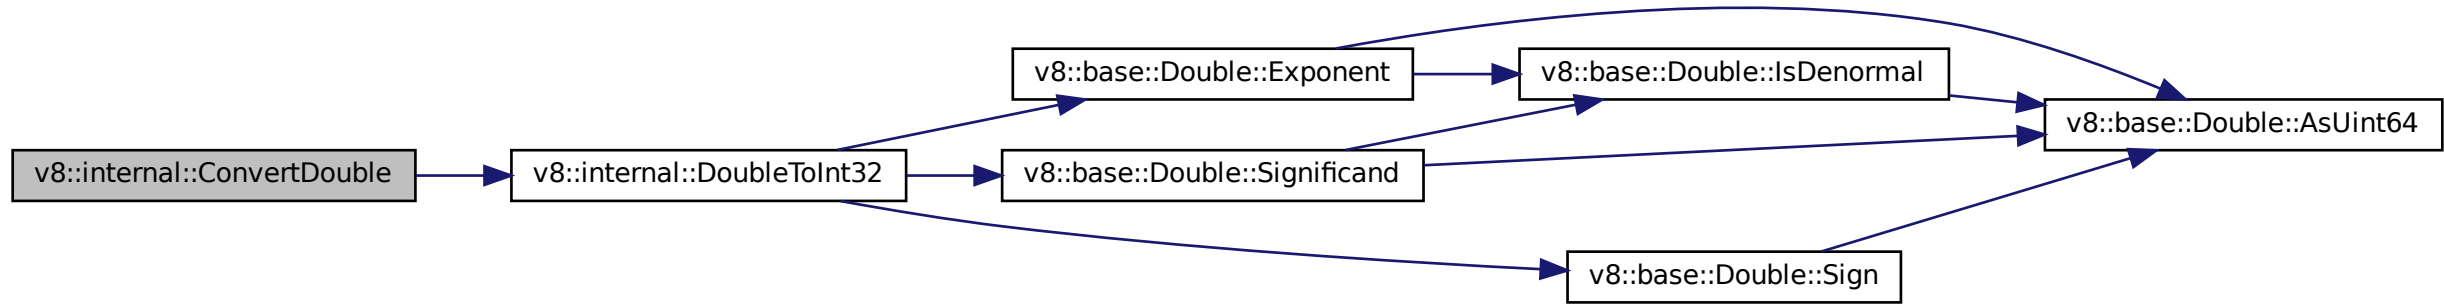 v8::internal::ConvertDouble
v8::internal::DoubleToInt32
v8::base::Double::Exponent
v8::base::Double::Significand
v8::base::Double::IsDenormal
v8::base::Double::Sign
v8::base::Double::AsUint64